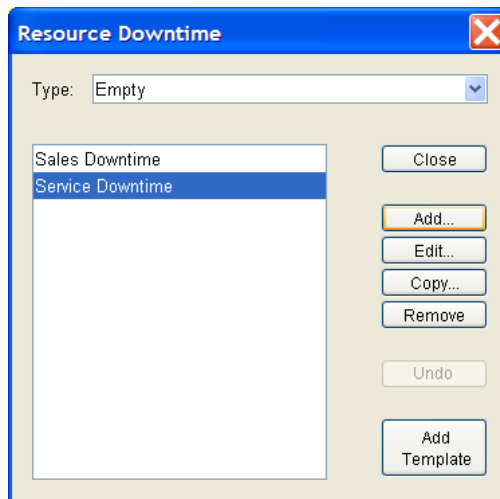 Resource Downtime
Type: Empty
Sales Downtime
Service Downtime
Close
Add...
Edit...
Copy...
Remove
Undo
Add
Template